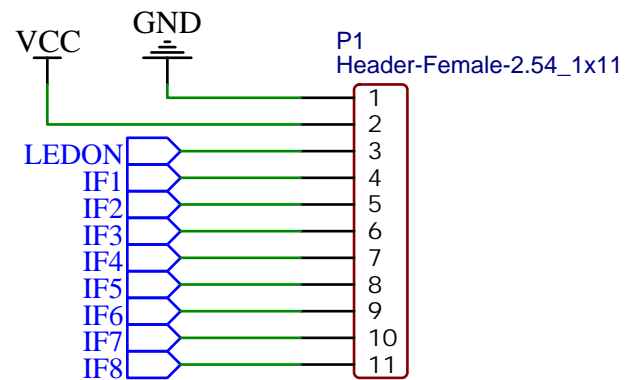 GND
VCC
P1
Header-Female-2.54_1x11
1
2
LEDON 3
IF1 4
IF2 5
IF3 6
IF4 7
IF5 8
IF6 9
IF7 10
IF8 11